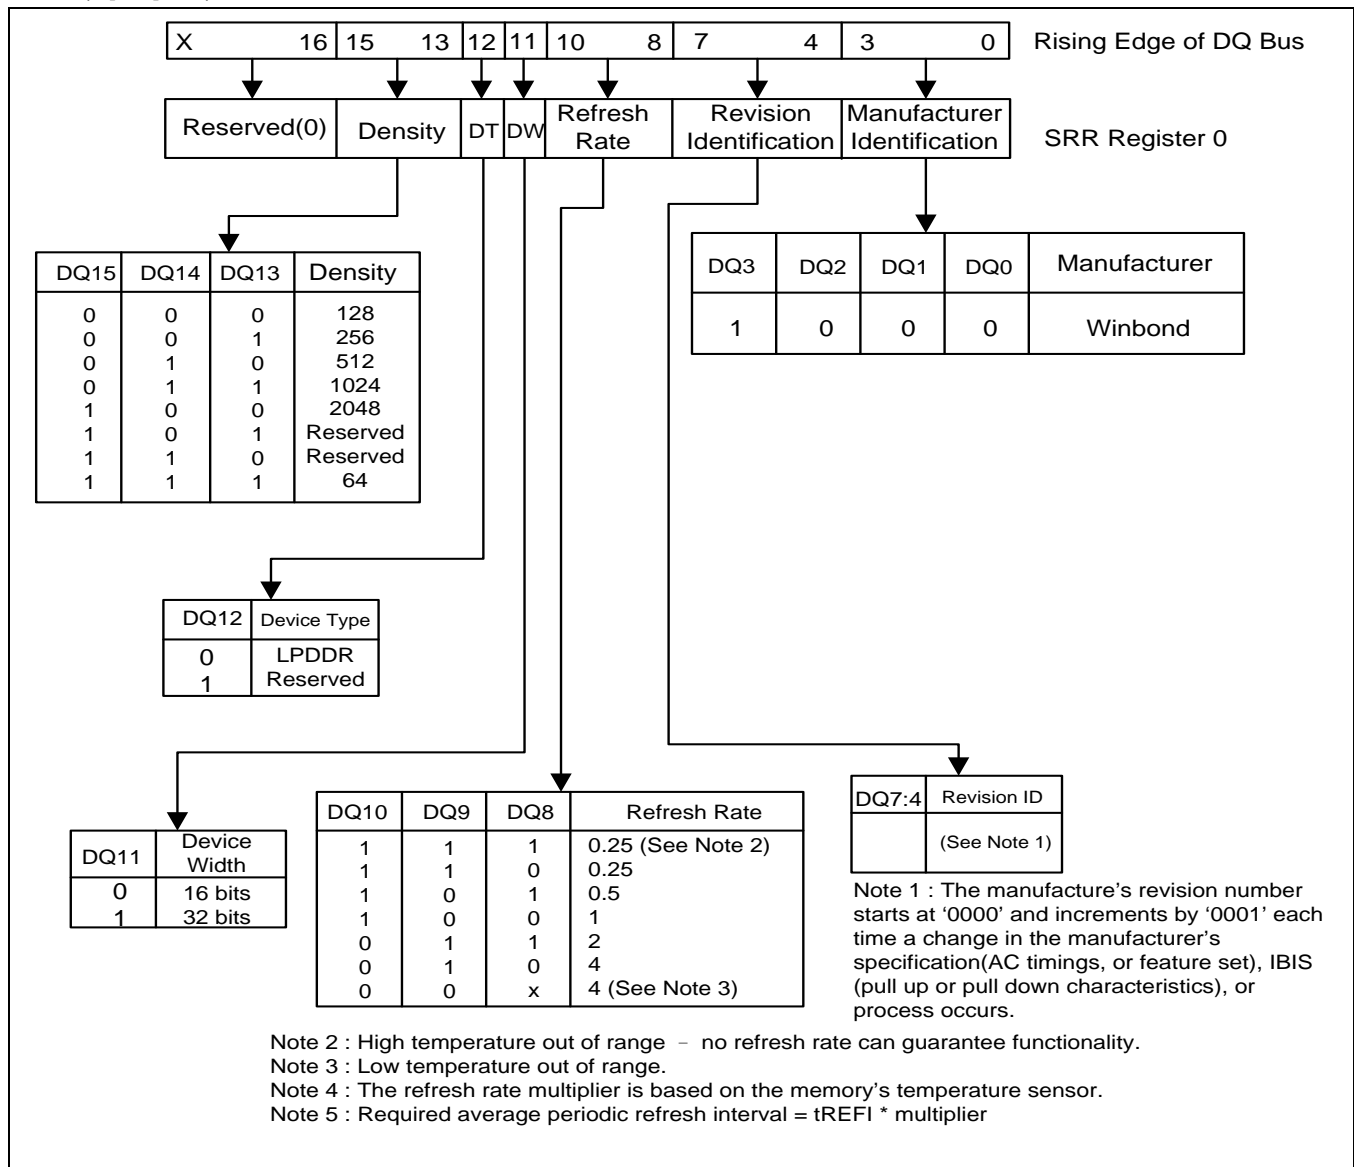 X 16 15 13 12 11 10 8 7 4 3 0 Rising Edge of DQ Bus
Reserved(0) Density DT DW Refresh Rate Revision Identification Manufacturer Identification SRR Register 0
DQ15 DQ14 DQ13 Density
0 0 0 128
0 0 1 256
0 1 0 512
0 1 1 1024
1 0 0 2048
1 0 1 Reserved
1 1 0 Reserved
1 1 1 64
DQ3 DQ2 DQ1 DQ0 Manufacturer
1 0 0 0 Winbond
DQ12 Device Type
0 LPDDR
1 Reserved
DQ11 Device Width
0 16 bits
1 32 bits
DQ10 DQ9 DQ8 Refresh Rate
1 1 1 0.25 (See Note 2)
1 1 0 0.25
1 0 1 0.5
1 0 0 1
0 1 1 2
0 1 0 4
0 0 x 4 (See Note 3)
DQ7:4 Revision ID
(See Note 1)
Note 1 : The manufacture's revision number
starts at ‘0000’ and increments by ‘0001’ each
time a change in the manufacturer's
specification(AC timings, or feature set), IBIS
(pull up or pull down characteristics), or
process occurs.
Note 2 : High temperature out of range – no refresh rate can guarantee functionality.
Note 3 : Low temperature out of range.
Note 4 : The refresh rate multiplier is based on the memory's temperature sensor.
Note 5 : Required average periodic refresh interval = tREFI * multiplier